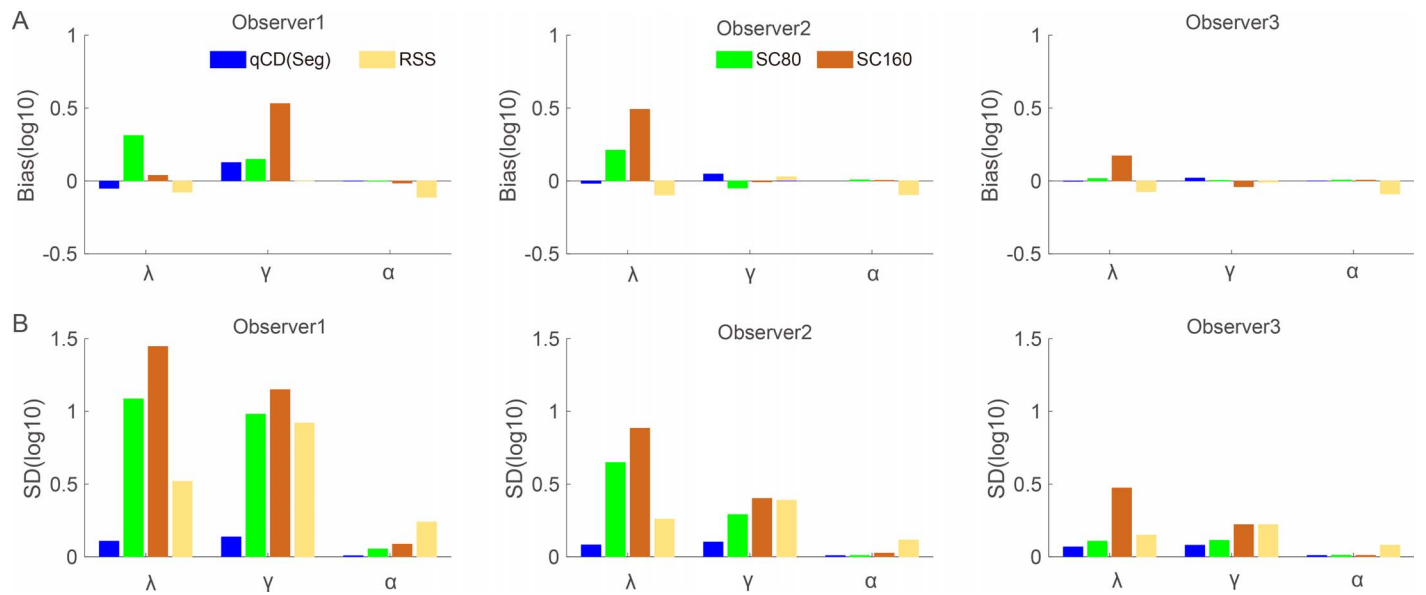 A
Observer1
Observer2
Observer3
qCD(Seg)
RSS
SC80
SC160
Bias(log10)
1
0.5
0
-0.5
λ
γ
α
Bias(log10)
1
0.5
0
-0.5
λ
γ
α
Bias(log10)
1
0.5
0
-0.5
λ
γ
α
B
Observer1
Observer2
Observer3
SD(log10)
1.5
1
0.5
0
λ
γ
α
SD(log10)
1.5
1
0.5
0
λ
γ
α
SD(log10)
1.5
1
0.5
0
λ
γ
α